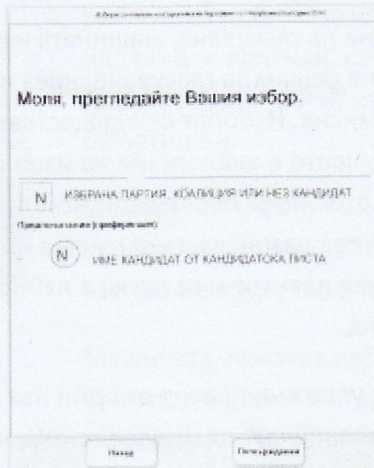 Моля, прегледайте Вашия избор.
N ИЗБРАНА ПАРТИЯ, КОАЛИЦИЯ ИЛИ НЕЗ КАНДИДАТ
N ИМЕ КАНДИДАТ ОТ КАНДИДАТСКА ЛИСТА
Назад
Потвърждавам